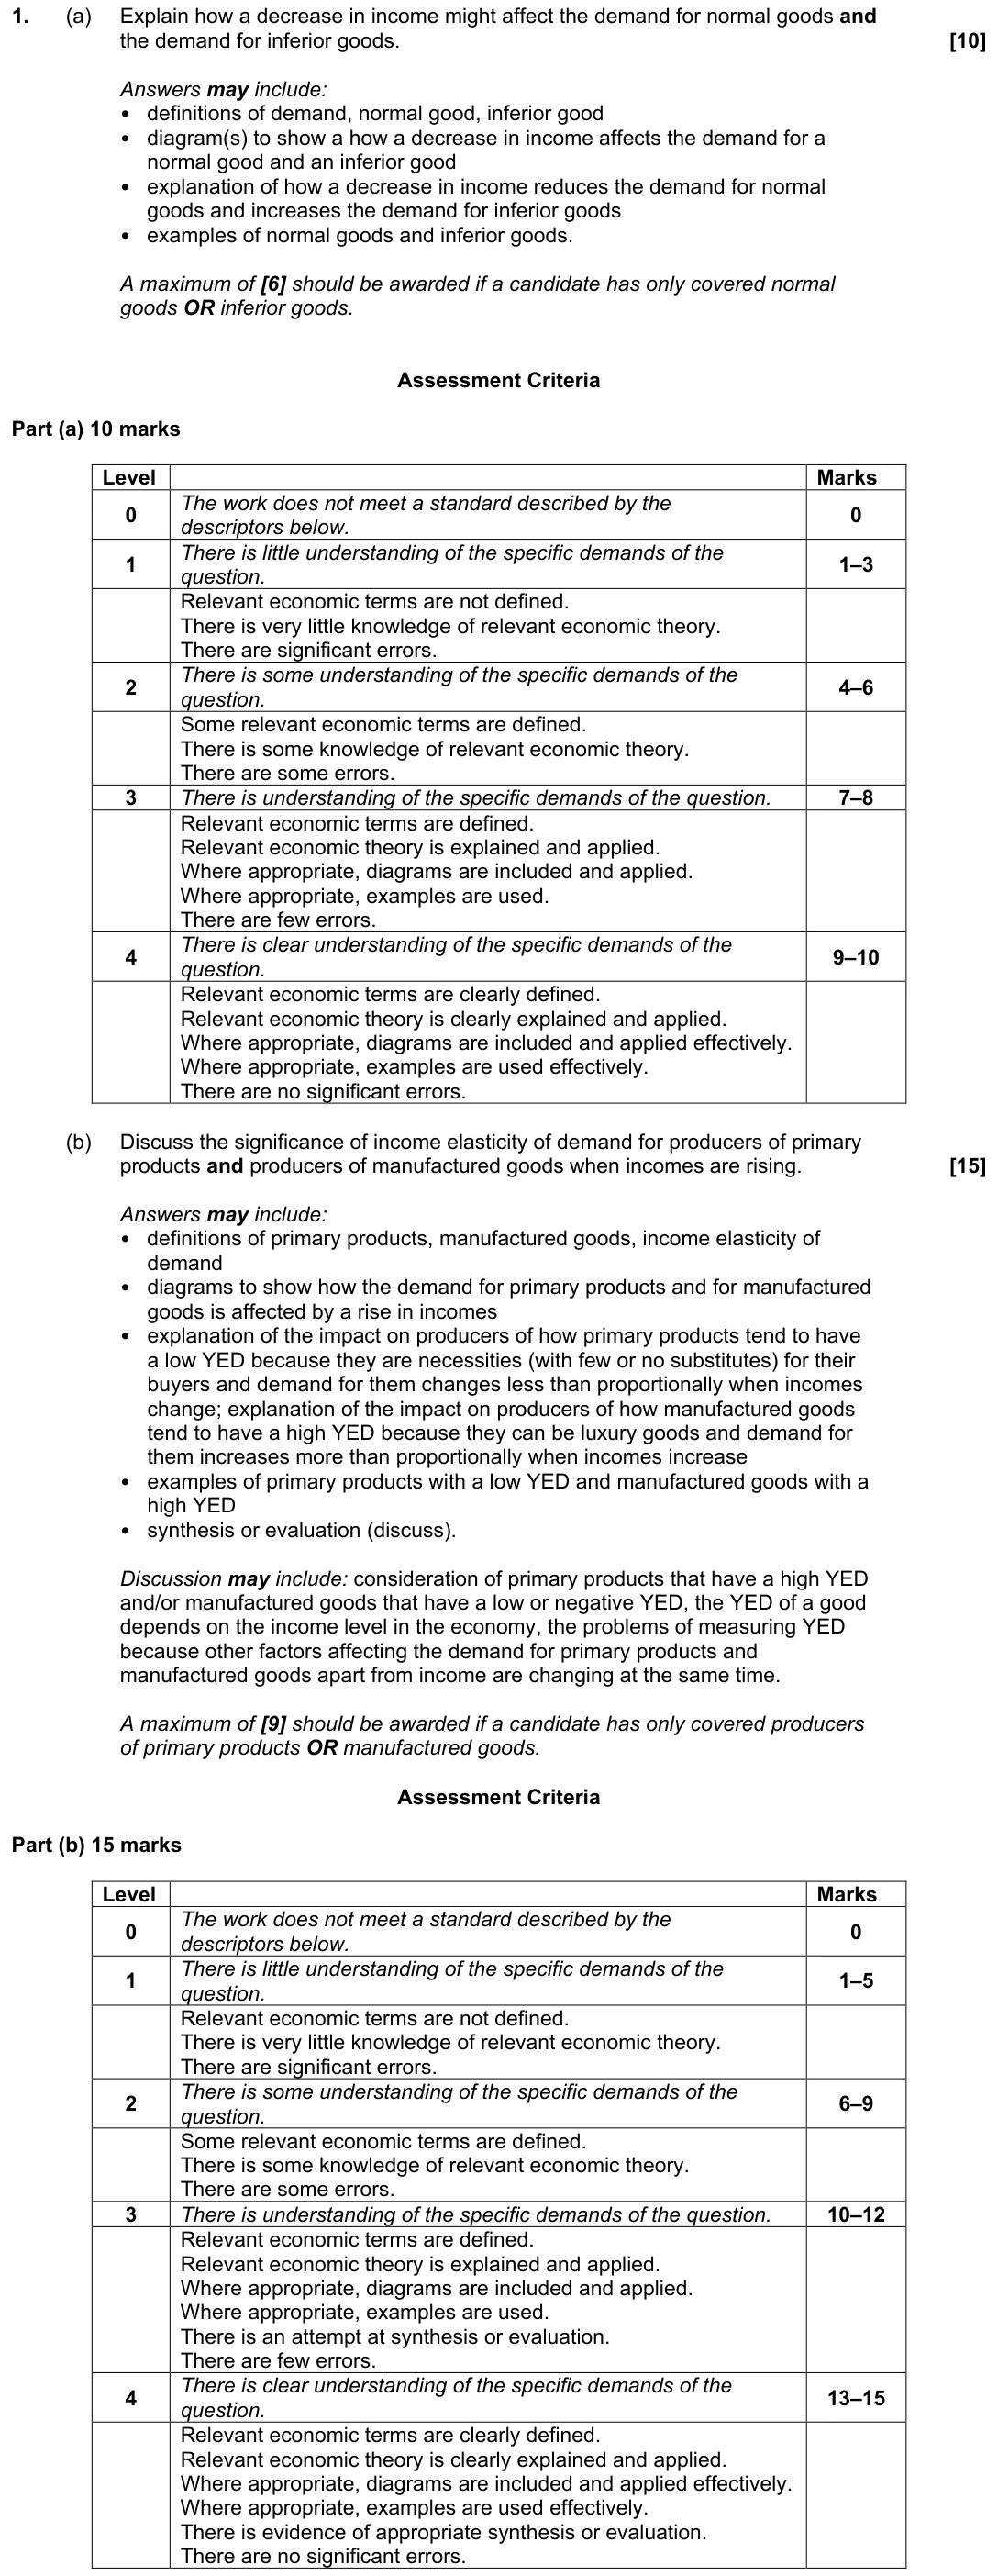 1. (a) Explain how a decrease in income might affect the demand for normal goods and
the demand for inferior goods. [10]
Answers may include:
• definitions of demand, normal good, inferior good
• diagram(s) to show a how a decrease in income affects the demand for a
normal good and an inferior good
• explanation of how a decrease in income reduces the demand for normal
goods and increases the demand for inferior goods
• examples of normal goods and inferior goods.
A maximum of [6] should be awarded if a candidate has only covered normal
goods OR inferior goods.
Assessment Criteria
Part (a) 10 marks
Level Marks
The work does not meet a standard described by the
0 0
descriptors below.
There is little understanding of the specific demands of the
1 1–3
question.
Relevant economic terms are not defined.
There is very little knowledge of relevant economic theory.
There are significant errors.
There is some understanding of the specific demands of the
2 4–6
question.
Some relevant economic terms are defined.
There is some knowledge of relevant economic theory.
There are some errors.
3 There is understanding of the specific demands of the question. 7–8
Relevant economic terms are defined.
Relevant economic theory is explained and applied.
Where appropriate, diagrams are included and applied.
Where appropriate, examples are used.
There are few errors.
There is clear understanding of the specific demands of the
4 9–10
question.
Relevant economic terms are clearly defined.
Relevant economic theory is clearly explained and applied.
Where appropriate, diagrams are included and applied effectively.
Where appropriate, examples are used effectively.
There are no significant errors.
(b) Discuss the significance of income elasticity of demand for producers of primary
products and producers of manufactured goods when incomes are rising. [15]
Answers may include:
• definitions of primary products, manufactured goods, income elasticity of
demand
• diagrams to show how the demand for primary products and for manufactured
goods is affected by a rise in incomes
• explanation of the impact on producers of how primary products tend to have
a low YED because they are necessities (with few or no substitutes) for their
buyers and demand for them changes less than proportionally when incomes
change; explanation of the impact on producers of how manufactured goods
tend to have a high YED because they can be luxury goods and demand for
them increases more than proportionally when incomes increase
• examples of primary products with a low YED and manufactured goods with a
high YED
• synthesis or evaluation (discuss).
Discussion may include: consideration of primary products that have a high YED
and/or manufactured goods that have a low or negative YED, the YED of a good
depends on the income level in the economy, the problems of measuring YED
because other factors affecting the demand for primary products and
manufactured goods apart from income are changing at the same time.
A maximum of [9] should be awarded if a candidate has only covered producers
of primary products OR manufactured goods.
Assessment Criteria
Part (b) 15 marks
Level Marks
The work does not meet a standard described by the
0 0
descriptors below.
There is little understanding of the specific demands of the
1 1–5
question.
Relevant economic terms are not defined.
There is very little knowledge of relevant economic theory.
There are significant errors.
There is some understanding of the specific demands of the
2 6–9
question.
Some relevant economic terms are defined.
There is some knowledge of relevant economic theory.
There are some errors.
3 There is understanding of the specific demands of the question. 10–12
Relevant economic terms are defined.
Relevant economic theory is explained and applied.
Where appropriate, diagrams are included and applied.
Where appropriate, examples are used.
There is an attempt at synthesis or evaluation.
There are few errors.
There is clear understanding of the specific demands of the
4 13–15
question.
Relevant economic terms are clearly defined.
Relevant economic theory is clearly explained and applied.
Where appropriate, diagrams are included and applied effectively.
Where appropriate, examples are used effectively.
There is evidence of appropriate synthesis or evaluation.
There are no significant errors.